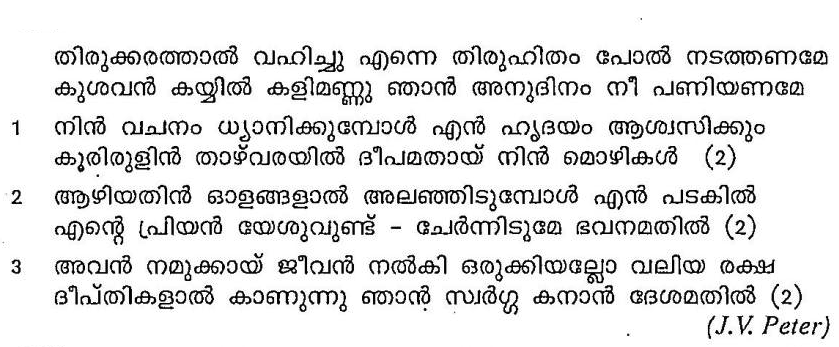 തിരുക്കരത്താൽ വഹിച്ചു എന്നെ തിരുഹിതം പോൽ നടത്തണമേ
കുശവൻ കയ്യിൽ കളിമണ്ണു ഞാൻ അനുദിനം നീ പണിയണമേ
1 നിൻ വചനം ധ്യാനിക്കുമ്പോൾ എൻ ഹൃദയം ആശ്വസിക്കും
കൂരിരുളിൻ താഴ്‌വരയിൽ ദീപമതായ് നിൻ മൊഴികൾ (2)
2 ആഴിയതിൻ ഓളങ്ങളാൽ അലഞ്ഞിടുമ്പോൾ എൻ പടകിൽ
എന്റെ പ്രിയൻ യേശുവുണ്ട് – ചേർന്നിടുമേ ഭവനമതിൽ (2)
3 അവൻ നമുക്കായ് ജീവൻ നൽകി ഒരുക്കിയല്ലോ വലിയ രക്ഷ
ദീപ്തികളാൽ കാണുന്നു ഞാൻ സ്വർഗ്ഗ കനാൻ ദേശമതിൽ (2)
(J.V. Peter)